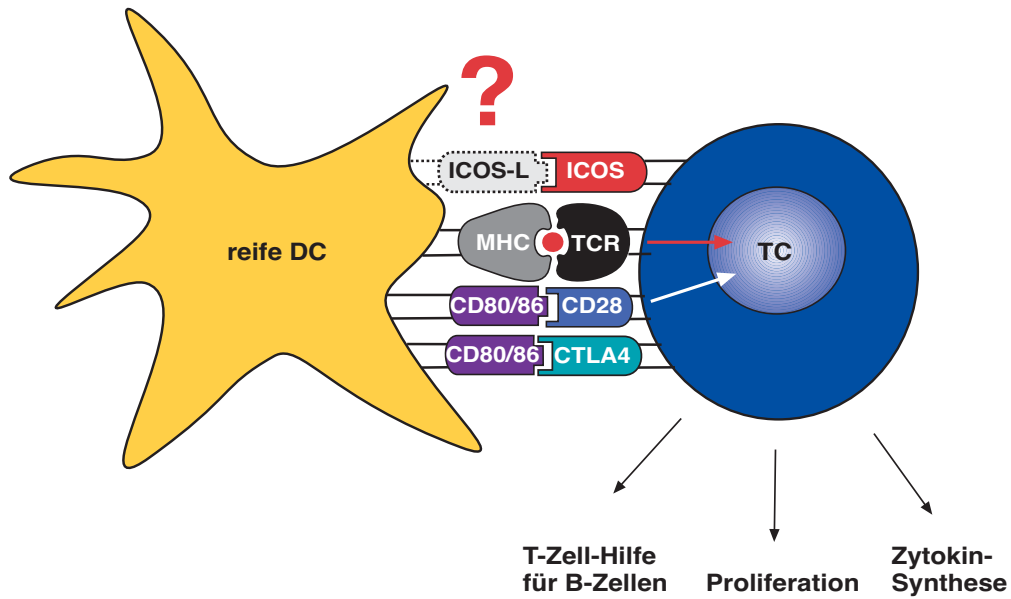 ?
ICOS-L ICOS
reife DC MHC TCR TC
CD80/86 CD28
CD80/86 CTLA4
T-Zell-Hilfe
für B-Zellen
Proliferation
Zytokin-
Synthese